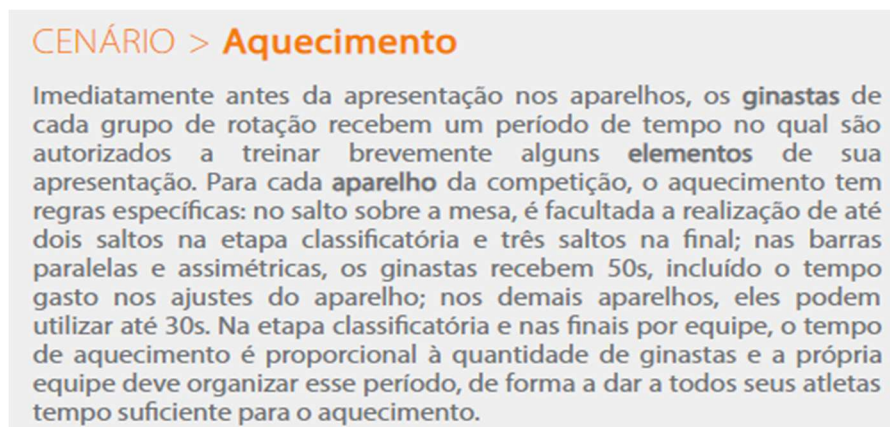 CENÁRIO > Aquecimento
Imediatamente antes da apresentação nos aparelhos, os ginastas de
cada grupo de rotação recebem um período de tempo no qual são
autorizados a treinar brevemente alguns elementos de sua
apresentação. Para cada aparelho da competição, o aquecimento tem
regras específicas: no salto sobre a mesa, é facultada a realização de até
dois saltos na etapa classificatória e três saltos na final; nas barras
paralelas e assimétricas, os ginastas recebem 50s, incluído o tempo
gasto nos ajustes do aparelho; nos demais aparelhos, eles podem
utilizar até 30s. Na etapa classificatória e nas finais por equipe, o tempo
de aquecimento é proporcional à quantidade de ginastas e a própria
equipe deve organizar esse período, de forma a dar a todos seus atletas
tempo suficiente para o aquecimento.